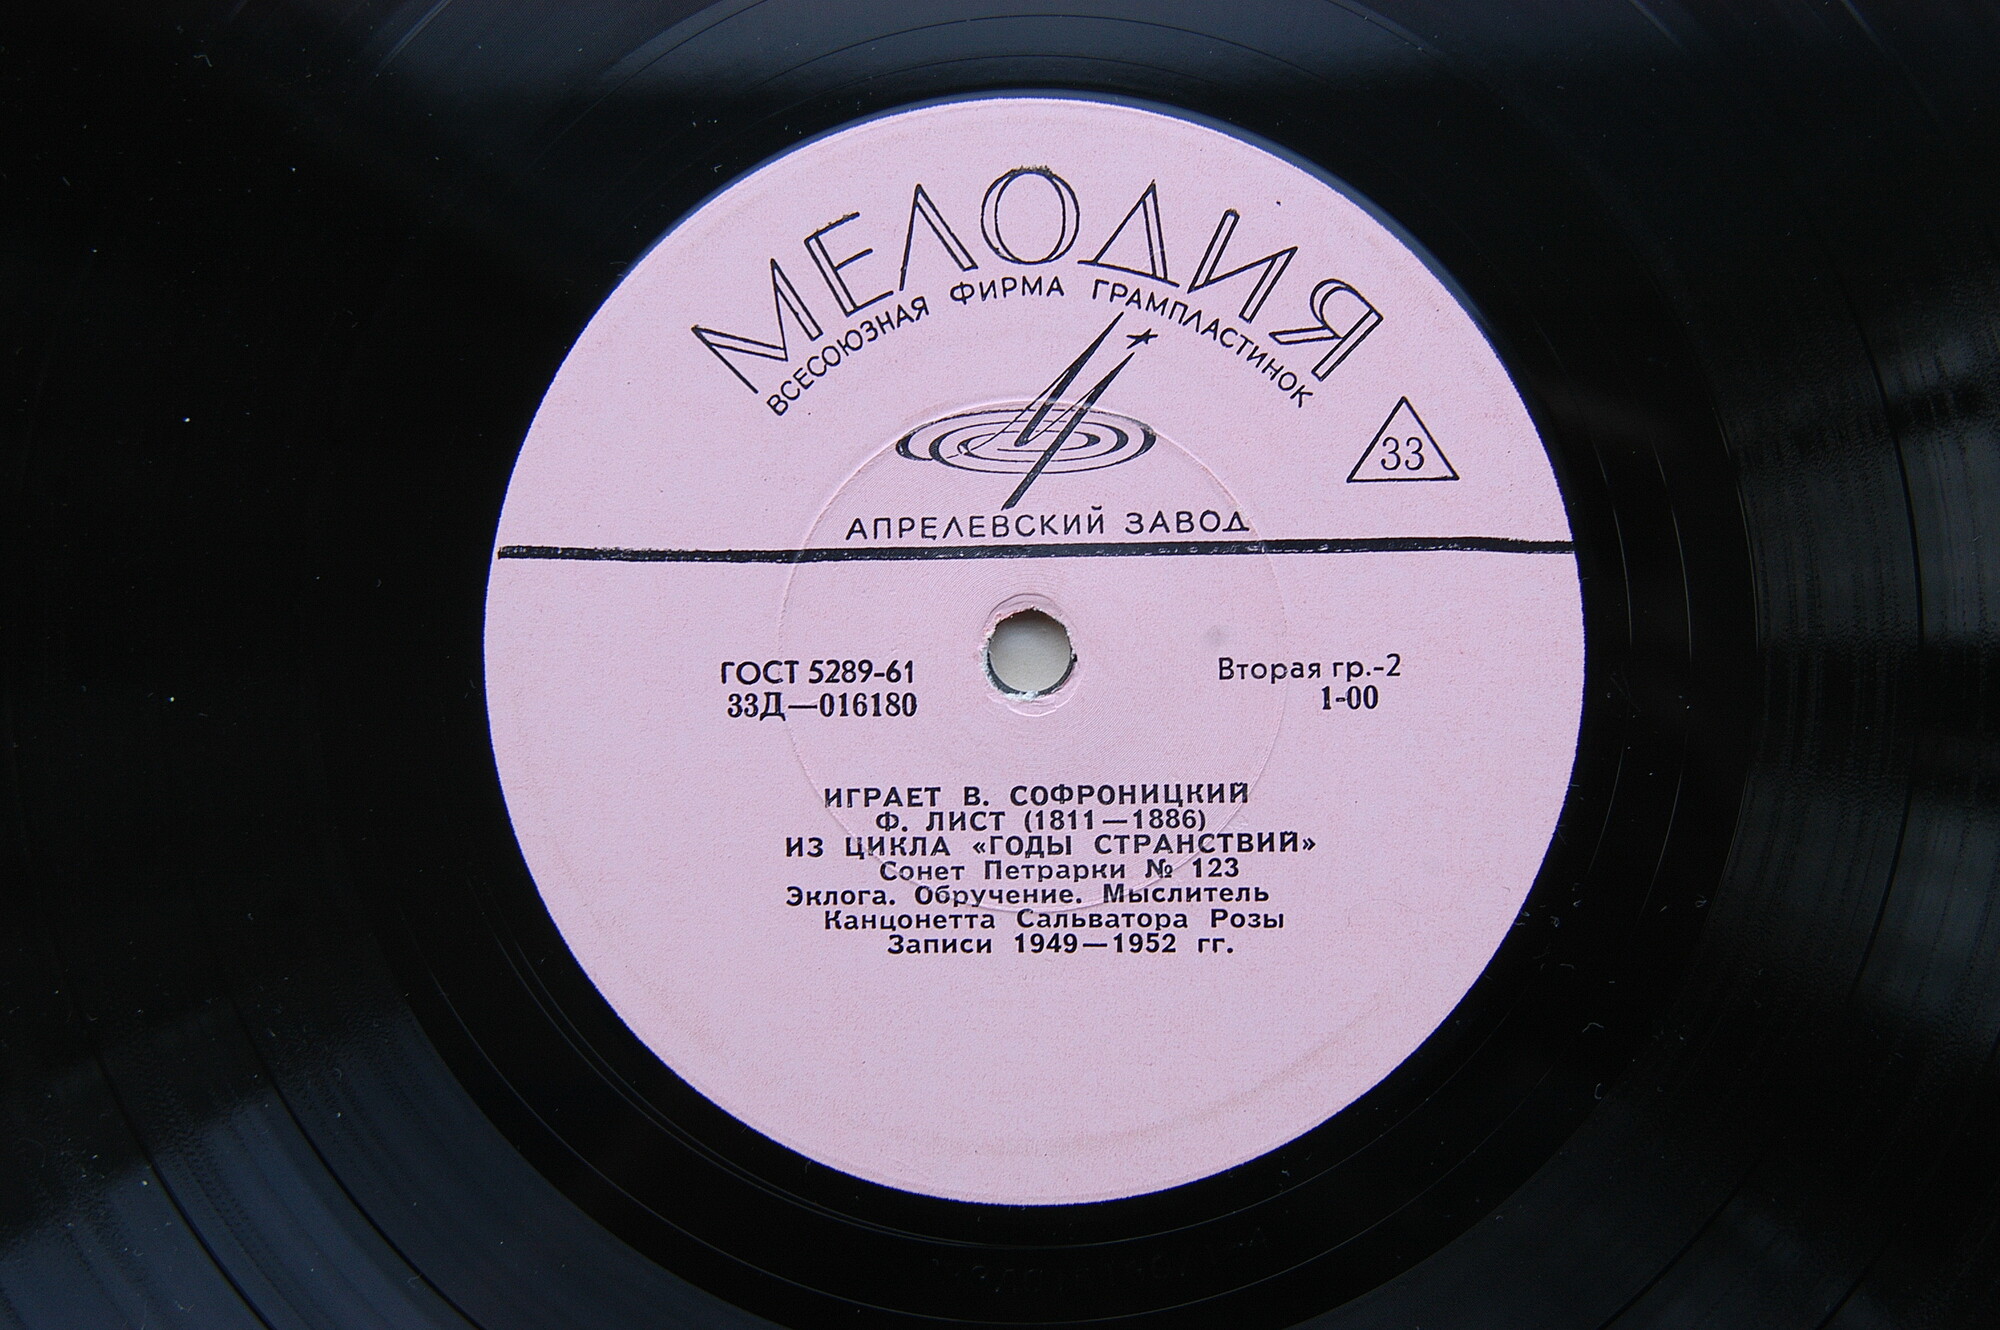 МЕЛОДИЯ
ВСЕСОЮЗНАЯ ФИРМА ГРАМПЛАСТИНОК
33
АПРЕЛЕВСКИЙ ЗАВОД
ГОСТ 5289-61
33Д—016180
Вторая гр.-2
1-00
ИГРАЕТ В. СОФРОНИЦКИЙ
Ф. ЛИСТ (1811—1886)
ИЗ ЦИКЛА «ГОДЫ СТРАНСТВИЙ»
Сонет Петрарки № 123
Эклога. Обручение. Мыслитель
Канцонетта Сальватора Розы
Записи 1949—1952 гг.